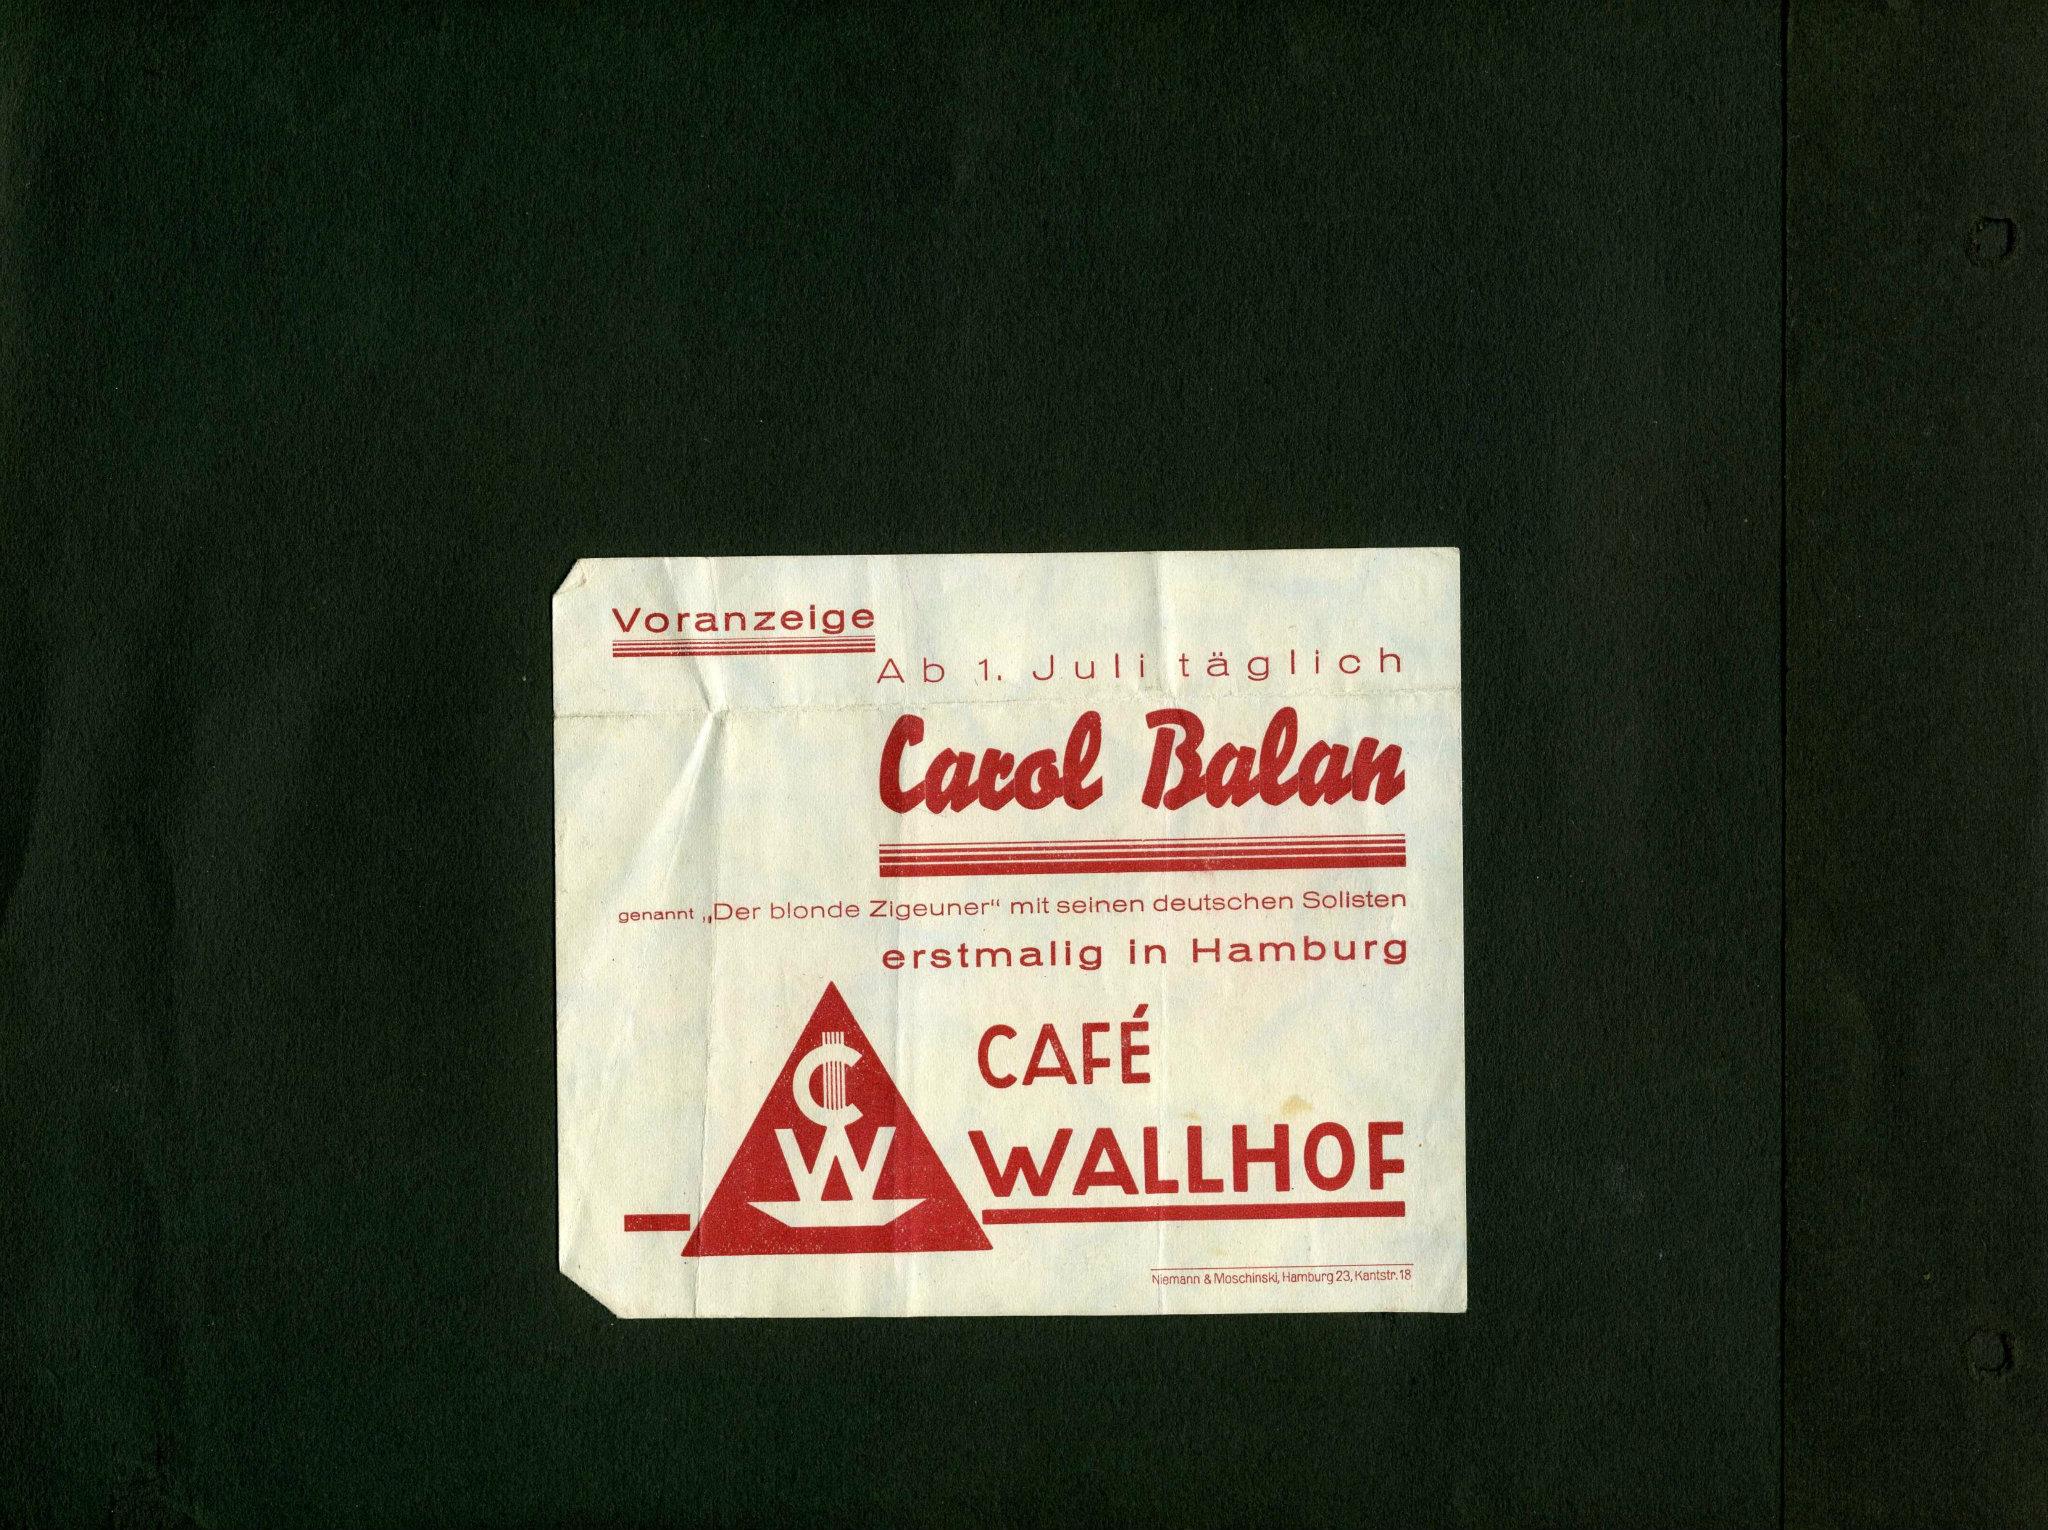 Voranzeige
Ab 1. Juli täglich
Carol Balan
genannt „Der blonde Zigeuner“ mit seinen deutschen Solisten
erstmalig in Hamburg
C
W
CAFÉ
WALLHOF
Niemann & Moschinski, Hamburg 23, Kantstr. 18